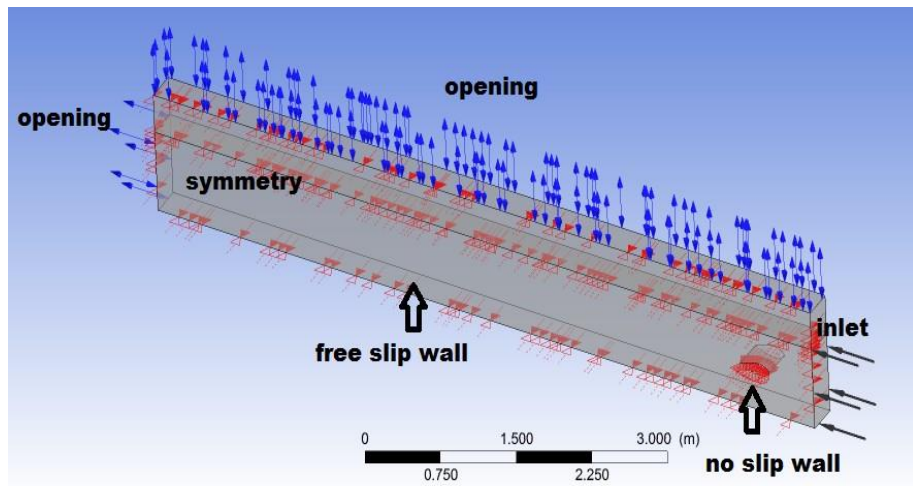 opening
opening
symmetry
inlet
free slip wall
no slip wall
0 1.500 3.000 (m)
0.750 2.250